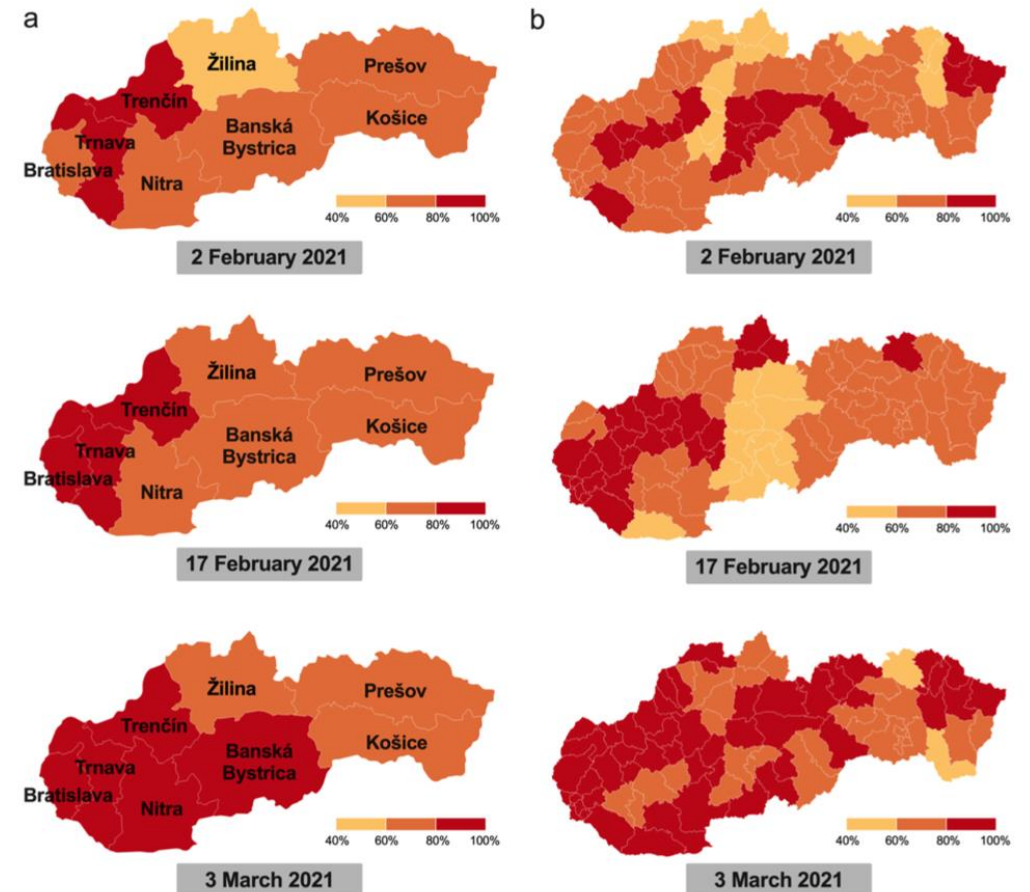 a
b
Žilina
Prešov
Trenčín
Košice
Banská
Bystrica
Trnava
Bratislava
Nitra
40% 60% 80% 100%
40% 60% 80% 100%
2 February 2021
2 February 2021
Žilina
Prešov
Trenčín
Košice
Banská
Bystrica
Trnava
Bratislava
Nitra
40% 60% 80% 100%
40% 60% 80% 100%
17 February 2021
17 February 2021
Žilina
Prešov
Trenčín
Košice
Banská
Bystrica
Trnava
Bratislava
Nitra
40% 60% 80% 100%
40% 60% 80% 100%
3 March 2021
3 March 2021